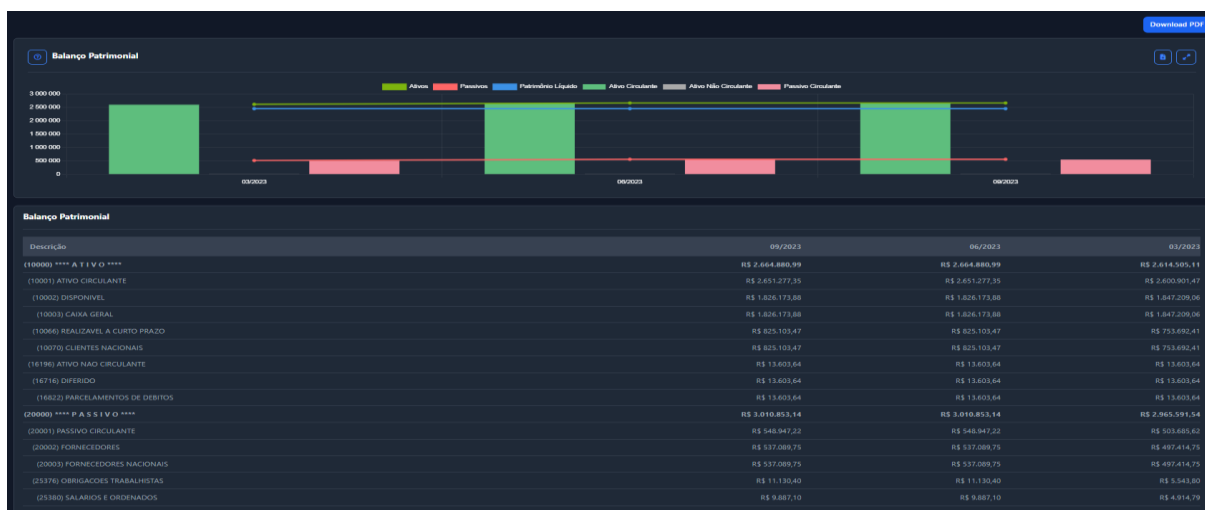 Download PDF
Balanço Patrimonial
Ativos Passivos Patrimônio Líquido Ativo Circulante Ativo Não Circulante Passivo Circulante
3 000 000
2 500 000
2 000 000
1 500 000
1 000 000
500 000
0
03/2023 06/2023 09/2023
Balanço Patrimonial
Descrição 09/2023 06/2023 03/2023
(10000) **** A T I V O **** R$ 2.664.880,99 R$ 2.664.880,99 R$ 2.614.505,11
(10001) ATIVO CIRCULANTE R$ 2.651.277,35 R$ 2.651.277,35 R$ 2.600.901,47
(10002) DISPONIVEL R$ 1.826.173,88 R$ 1.826.173,88 R$ 1.847.209,06
(10003) CAIXA GERAL R$ 1.826.173,88 R$ 1.826.173,88 R$ 1.847.209,06
(10066) REALIZAVEL A CURTO PRAZO R$ 825.103,47 R$ 825.103,47 R$ 753.692,41
(10070) CLIENTES NACIONAIS R$ 825.103,47 R$ 825.103,47 R$ 753.692,41
(16196) ATIVO NAO CIRCULANTE R$ 13.603,64 R$ 13.603,64 R$ 13.603,64
(16716) DIFERIDO R$ 13.603,64 R$ 13.603,64 R$ 13.603,64
(16822) PARCELAMENTOS DE DEBITOS R$ 13.603,64 R$ 13.603,64 R$ 13.603,64
(20000) **** P A S S I V O **** R$ 3.010.853,14 R$ 3.010.853,14 R$ 2.965.591,54
(20001) PASSIVO CIRCULANTE R$ 548.947,22 R$ 548.947,22 R$ 503.685,62
(20002) FORNECEDORES R$ 537.089,75 R$ 537.089,75 R$ 497.414,75
(20003) FORNECEDORES NACIONAIS R$ 537.089,75 R$ 537.089,75 R$ 497.414,75
(25376) OBRIGACOES TRABALHISTAS R$ 11.130,40 R$ 11.130,40 R$ 5.543,80
(25380) SALARIOS E ORDENADOS R$ 9.887,10 R$ 9.887,10 R$ 4.914,79